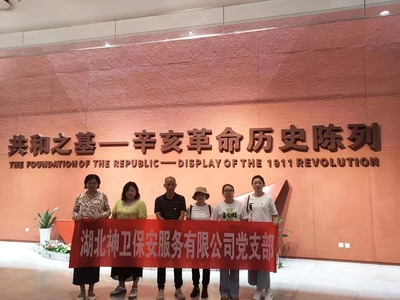 共和之基—辛亥革命历史陈列
THE FOUNDATION OF THE REPUBLIC — DISPLAY OF THE 1911 REVOLUTION
湖北神卫保安服务有限公司党支部